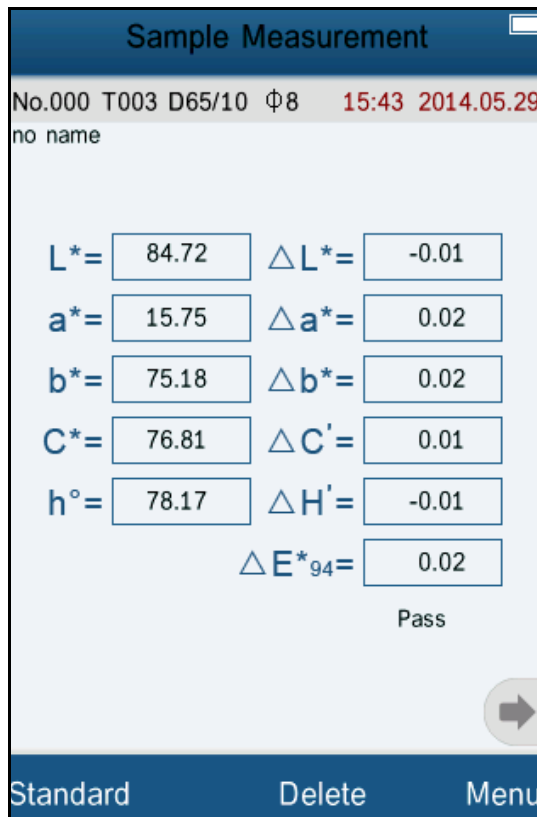 Sample Measurement
No.000 T003 D65/10 Φ8 15:43 2014.05.29
no name
L*= 84.72 △L*= -0.01
a*= 15.75 △a*= 0.02
b*= 75.18 △b*= 0.02
C*= 76.81 △C'= 0.01
h°= 78.17 △H'= -0.01
△E*94= 0.02
Pass
Standard Delete Menu